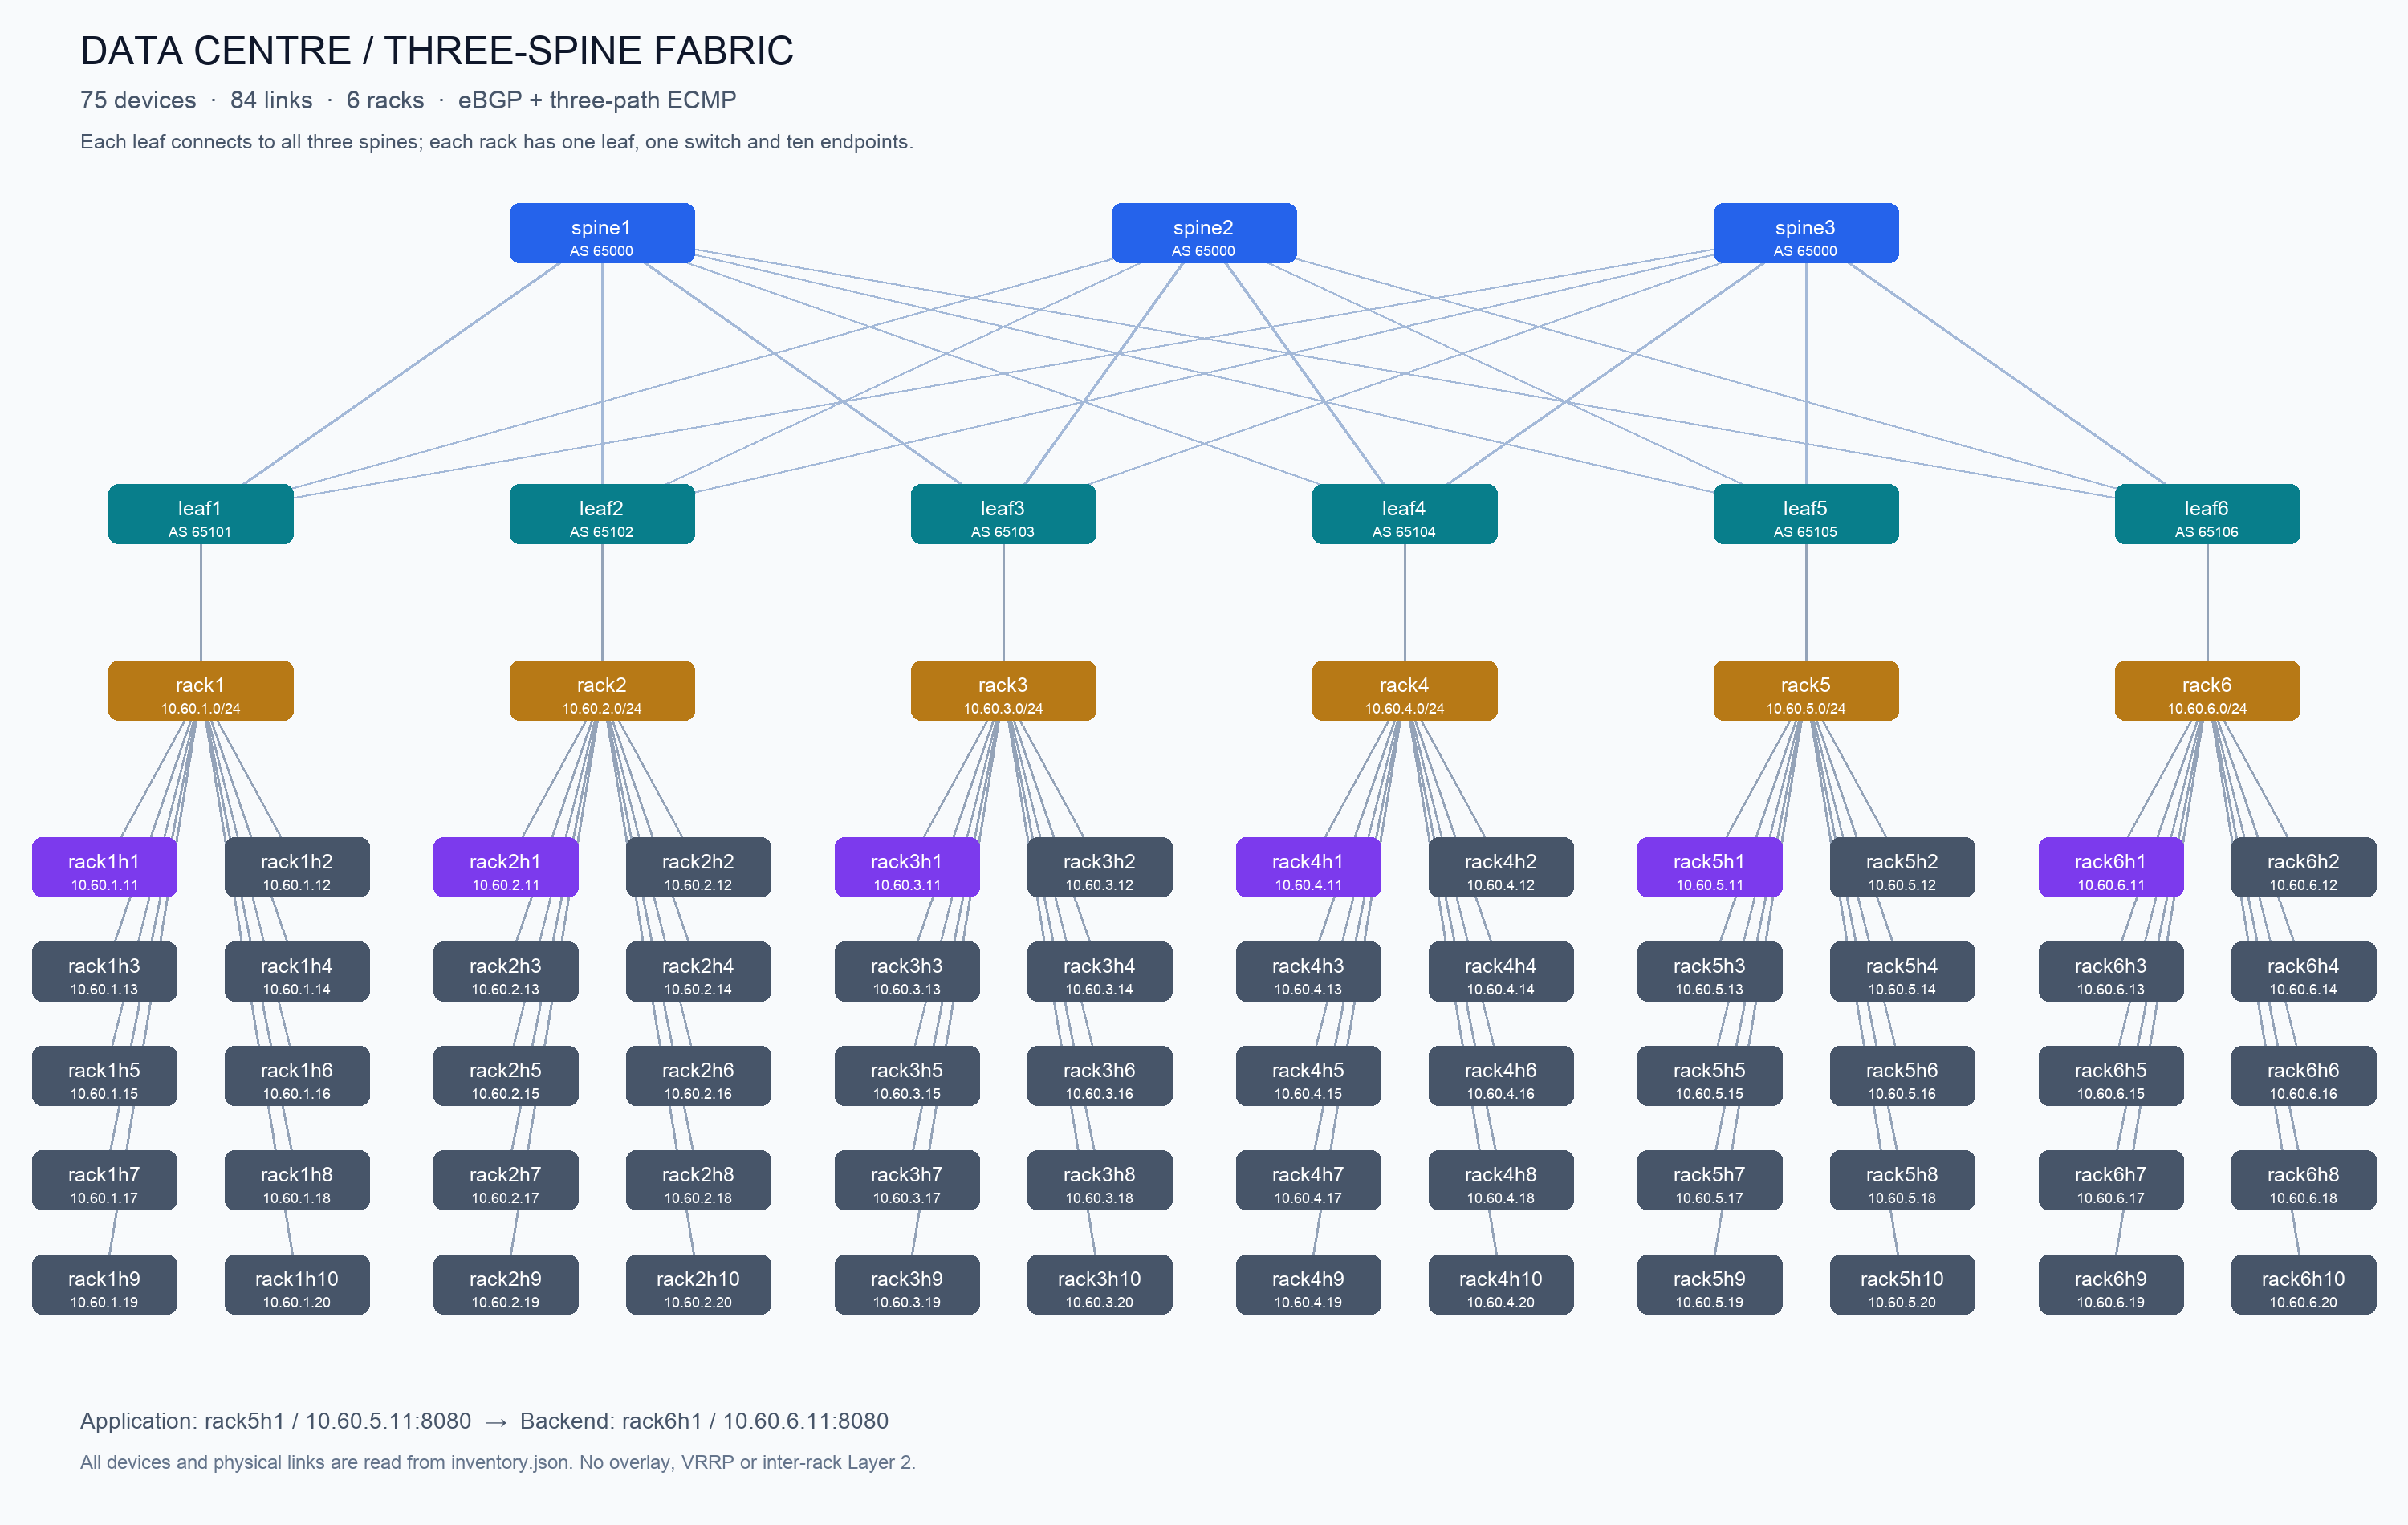 DATA CENTRE / THREE-SPINE FABRIC
75 devices · 84 links · 6 racks · eBGP + three-path ECMP
Each leaf connects to all three spines; each rack has one leaf, one switch and ten endpoints.
spine1 spine2 spine3
AS 65000 AS 65000 AS 65000
leaf1 leaf2 leaf3 leaf4 leaf5 leaf6
AS 65101 AS 65102 AS 65103 AS 65104 AS 65105 AS 65106
rack1 rack2 rack3 rack4 rack5 rack6
10.60.1.0/24 10.60.2.0/24 10.60.3.0/24 10.60.4.0/24 10.60.5.0/24 10.60.6.0/24
rack1h1 rack1h2 rack2h1 rack2h2 rack3h1 rack3h2 rack4h1 rack4h2 rack5h1 rack5h2 rack6h1 rack6h2
10.60.1.11 10.60.1.12 10.60.2.11 10.60.2.12 10.60.3.11 10.60.3.12 10.60.4.11 10.60.4.12 10.60.5.11 10.60.5.12 10.60.6.11 10.60.6.12
rack1h3 rack1h4 rack2h3 rack2h4 rack3h3 rack3h4 rack4h3 rack4h4 rack5h3 rack5h4 rack6h3 rack6h4
10.60.1.13 10.60.1.14 10.60.2.13 10.60.2.14 10.60.3.13 10.60.3.14 10.60.4.13 10.60.4.14 10.60.5.13 10.60.5.14 10.60.6.13 10.60.6.14
rack1h5 rack1h6 rack2h5 rack2h6 rack3h5 rack3h6 rack4h5 rack4h6 rack5h5 rack5h6 rack6h5 rack6h6
10.60.1.15 10.60.1.16 10.60.2.15 10.60.2.16 10.60.3.15 10.60.3.16 10.60.4.15 10.60.4.16 10.60.5.15 10.60.5.16 10.60.6.15 10.60.6.16
rack1h7 rack1h8 rack2h7 rack2h8 rack3h7 rack3h8 rack4h7 rack4h8 rack5h7 rack5h8 rack6h7 rack6h8
10.60.1.17 10.60.1.18 10.60.2.17 10.60.2.18 10.60.3.17 10.60.3.18 10.60.4.17 10.60.4.18 10.60.5.17 10.60.5.18 10.60.6.17 10.60.6.18
rack1h9 rack1h10 rack2h9 rack2h10 rack3h9 rack3h10 rack4h9 rack4h10 rack5h9 rack5h10 rack6h9 rack6h10
10.60.1.19 10.60.1.20 10.60.2.19 10.60.2.20 10.60.3.19 10.60.3.20 10.60.4.19 10.60.4.20 10.60.5.19 10.60.5.20 10.60.6.19 10.60.6.20
Application: rack5h1 / 10.60.5.11:8080 → Backend: rack6h1 / 10.60.6.11:8080
All devices and physical links are read from inventory.json. No overlay, VRRP or inter-rack Layer 2.